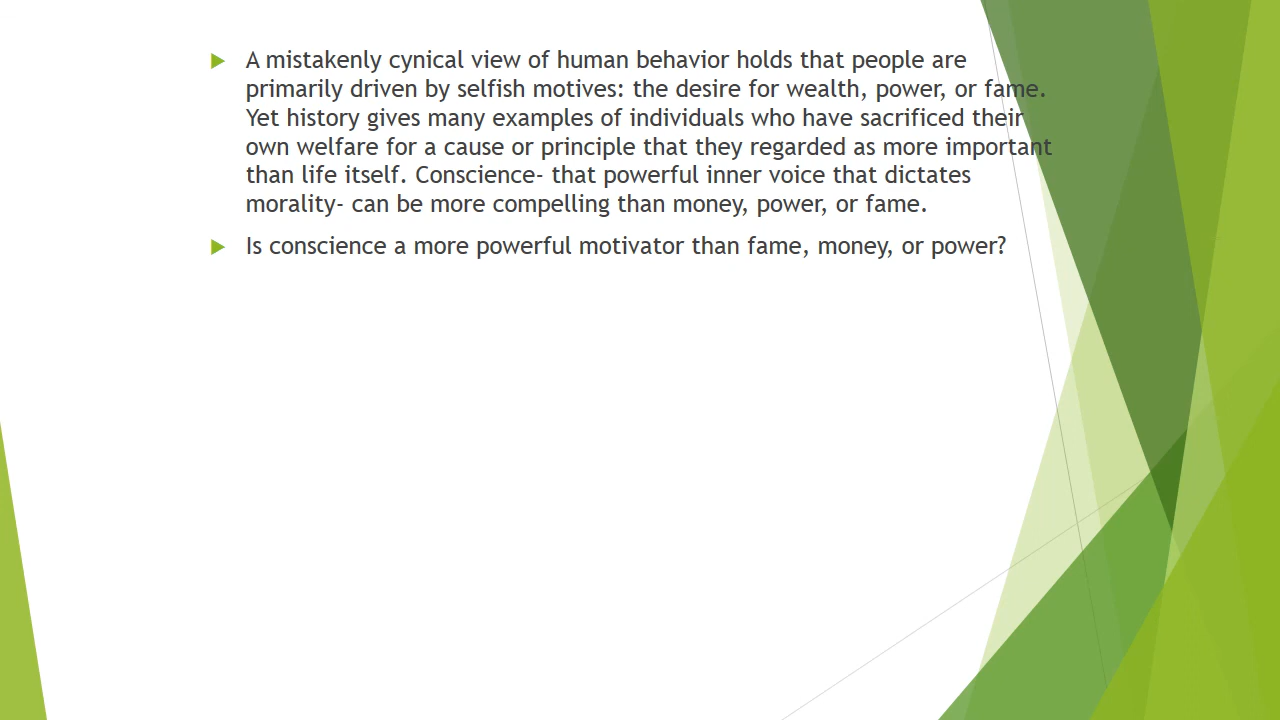 A mistakenly cynical view of human behavior holds that people are
primarily driven by selfish motives: the desire for wealth, power, or fame.
Yet history gives many examples of individuals who have sacrificed their
own welfare for a cause or principle that they regarded as more important
than life itself. Conscience- that powerful inner voice that dictates
morality- can be more compelling than money, power, or fame.
Is conscience a more powerful motivator than fame, money, or power?